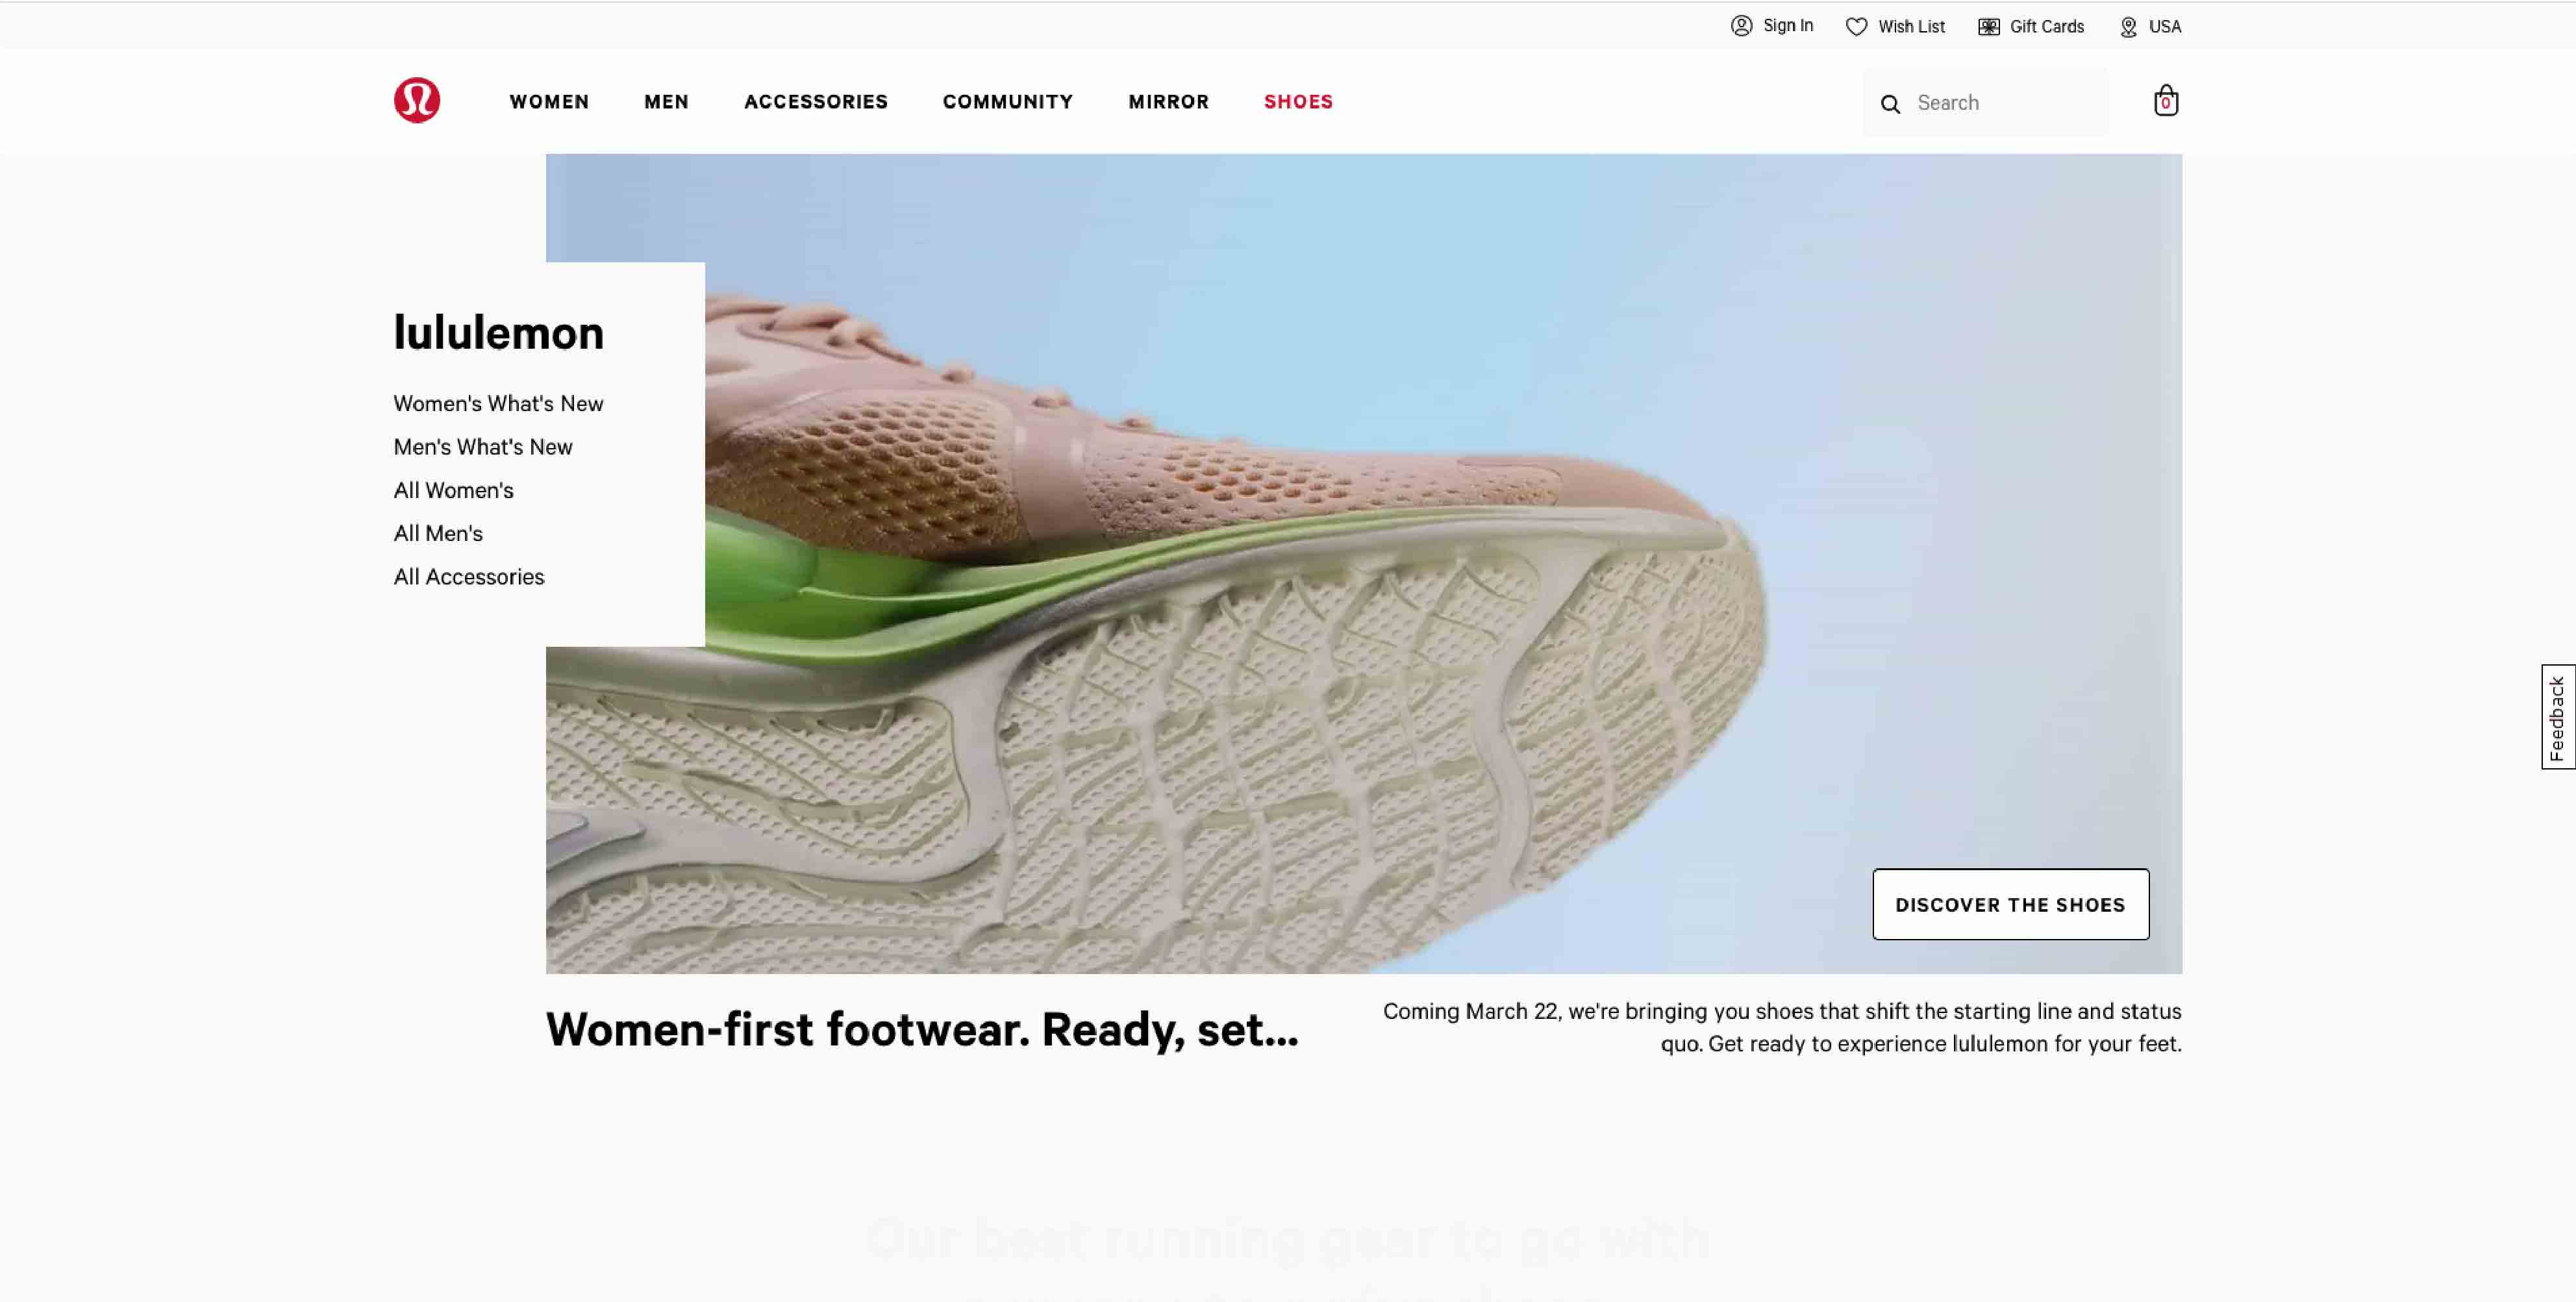 Sign In
Wish List
Gift Cards
USA
WOMEN
MEN
ACCESSORIES
COMMUNITY
MIRROR
SHOES
Search
0
lululemon
Women's What's New
Men's What's New
All Women's
All Men's
All Accessories
Feedback
DISCOVER THE SHOES
Women-first footwear. Ready, set...
Coming March 22, we're bringing you shoes that shift the starting line and status
quo. Get ready to experience lululemon for your feet.
Our best running gear to go with